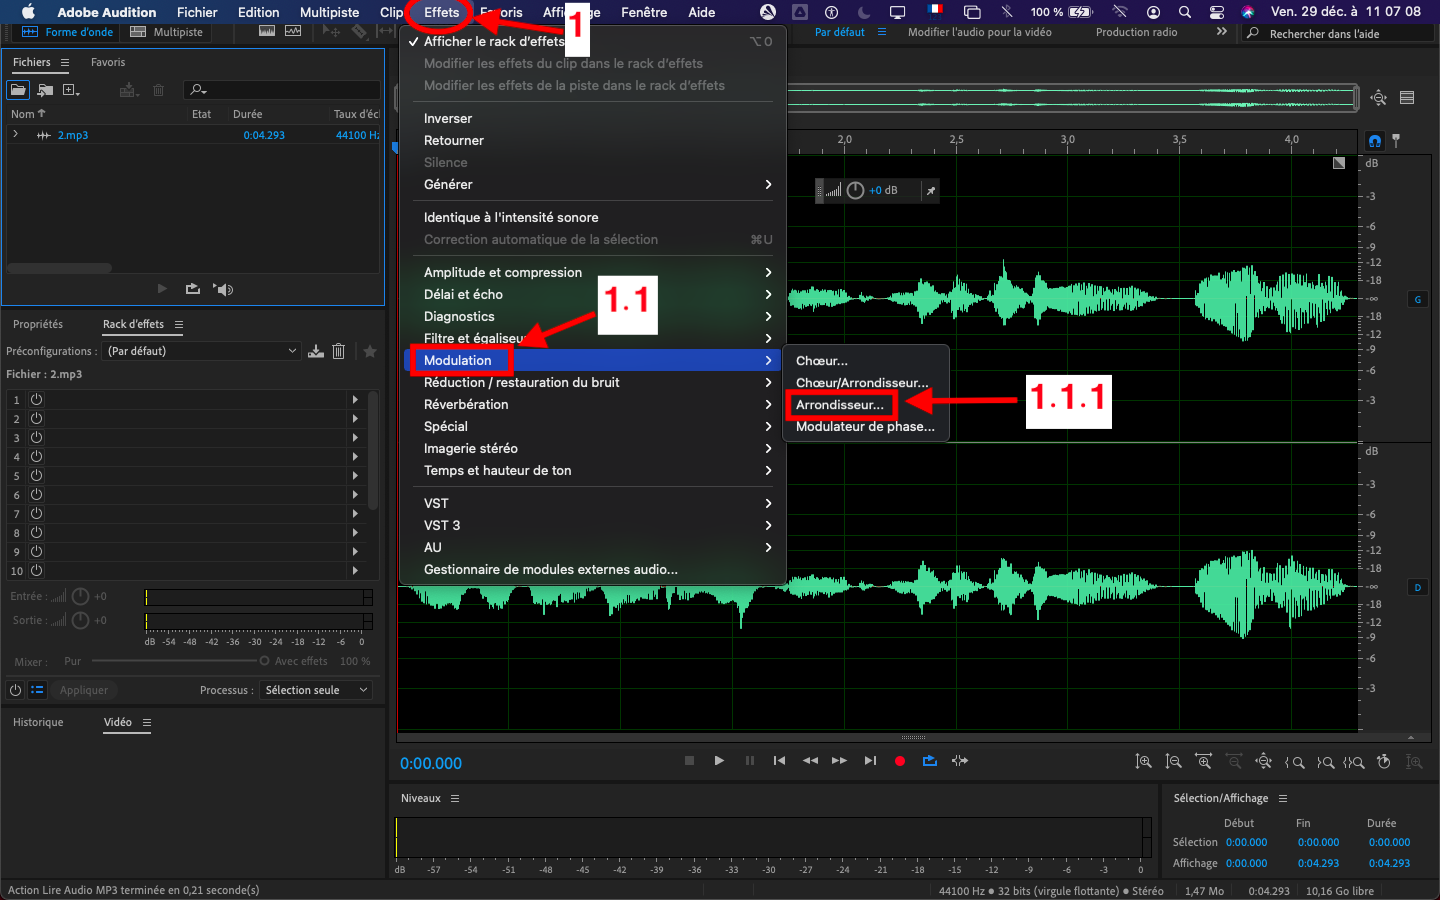 Adobe Audition Fichier Edition Multipiste Clip Effets Favoris Fenêtre Aide 100 % Ven. 29 déc. à 11 07 08
1
Forme d'onde Multipiste Par défaut Modifier l'audio pour la vidéo Production radio Rechercher dans l'aide
Fichiers Favoris
Nom Etat Durée Taux d'éc
2.mp3 0:04.293 44100 Hz
Afficher le rack d'effets ⌥0
Modifier les effets du clip dans le rack d'effets
Modifier les effets de la piste dans le rack d'effets
Inverser
Retourner
Silence
Générer
Identique à l'intensité sonore
Correction automatique de la sélection ⌘U
Amplitude et compression
Délai et écho
Diagnostics
Filtre et égaliseur
Modulation
Réduction / restauration du bruit
Réverbération
Spécial
Imagerie stéréo
Temps et hauteur de ton
VST
VST 3
AU
Gestionnaire de modules externes audio...
1.1
Chœur...
Chœur/Arrondisseur...
Arrondisseur...
Modulateur de phase...
1.1.1
2,0 2,5 3,0 3,5 4,0
+0 dB
dB
-3
-6
-9
-12
-18
-∞
-18
-12
-9
-6
-3
G
dB
-3
-6
-9
-12
-18
-∞
-18
-12
-9
-6
-3
D
Propriétés Rack d'effets
Préconfigurations : (Par défaut)
Fichier : 2.mp3
1
2
3
4
5
6
7
8
9
10
Entrée : +0
Sortie : +0
dB -54 -48 -42 -36 -30 -24 -18 -12 -6 0
Mixer : Pur Avec effets 100 %
Appliquer Processus : Sélection seule
Historique Vidéo
0:00.000
Niveaux
dB -57 -54 -51 -48 -45 -42 -39 -36 -33 -30 -27 -24 -21 -18 -15 -12 -9 -6 -3 0
Sélection/Affichage
Début Fin Durée
Sélection 0:00.000 0:00.000 0:00.000
Affichage 0:00.000 0:04.293 0:04.293
Action Lire Audio MP3 terminée en 0,21 seconde(s)
44100 Hz ● 32 bits (virgule flottante) ● Stéréo 1,47 Mo 0:04.293 10,16 Go libre